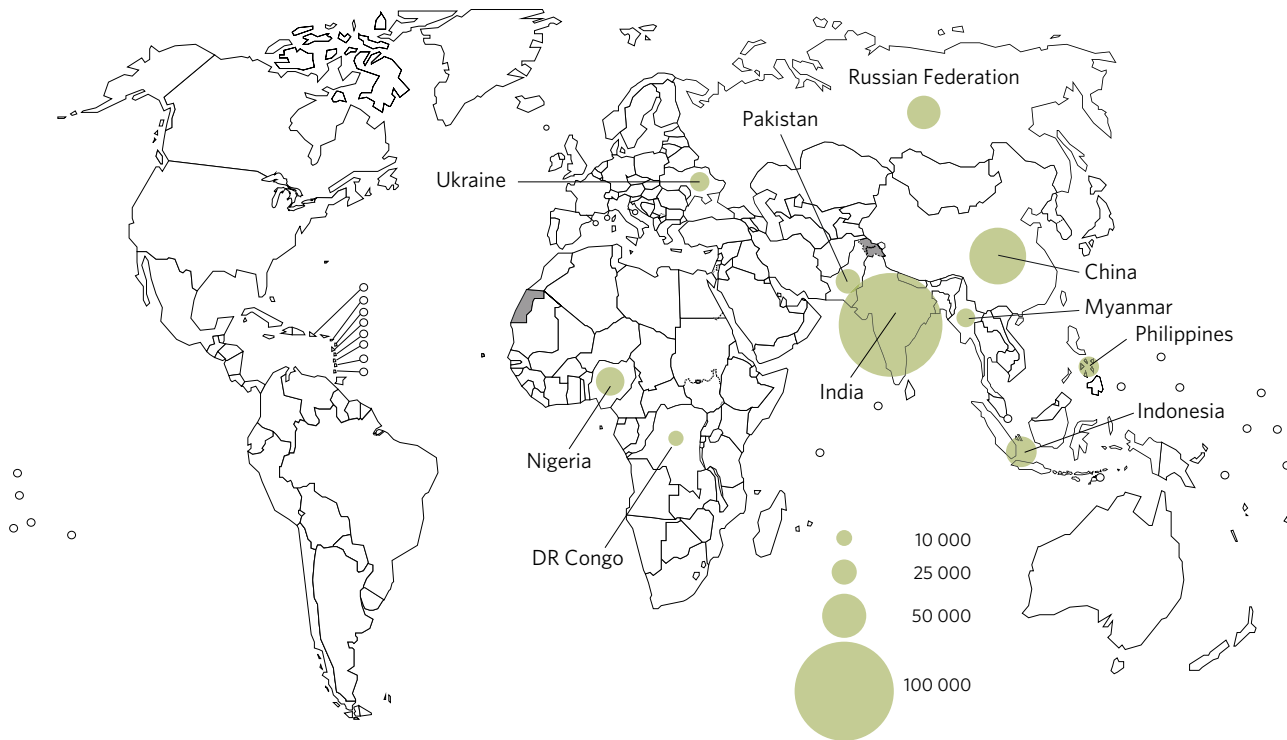 Russian Federation
Pakistan
Ukraine
China
Myanmar
Philippines
India
Indonesia
Nigeria
DR Congo
10 000
25 000
50 000
100 000